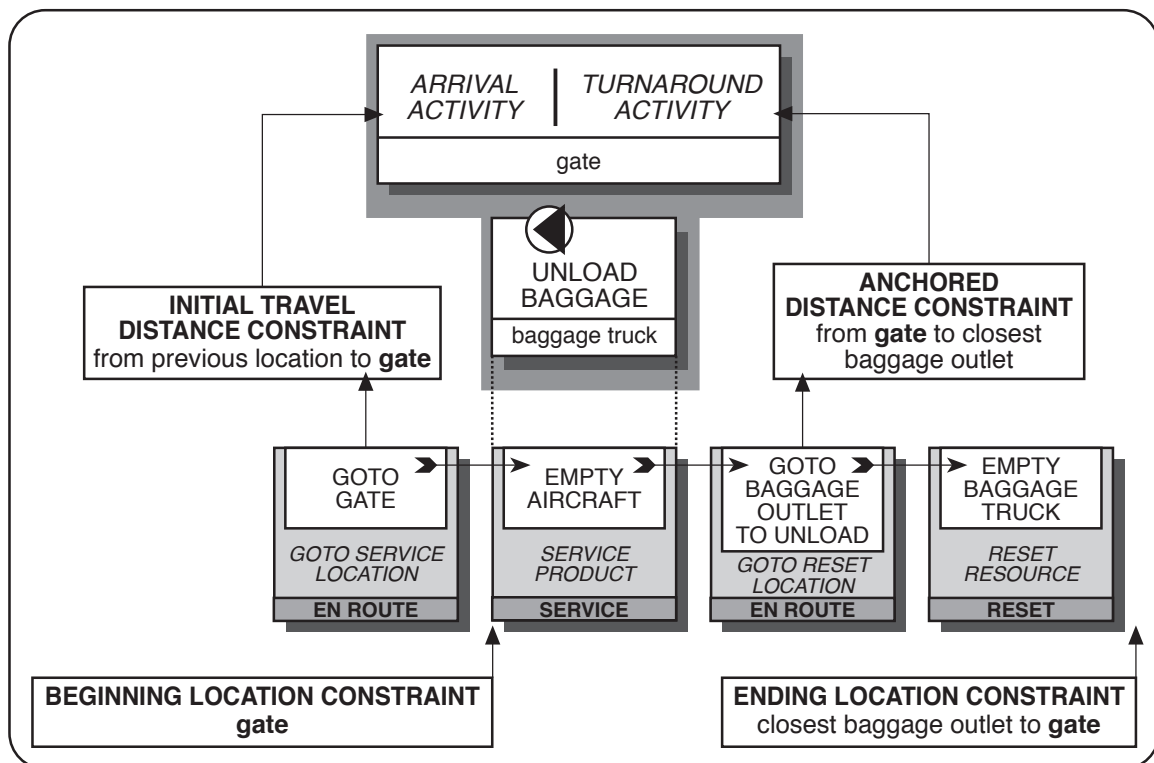 ARRIVAL
ACTIVITY
TURNAROUND
ACTIVITY
gate
UNLOAD
BAGGAGE
baggage truck
INITIAL TRAVEL
DISTANCE CONSTRAINT
from previous location to gate
ANCHORED
DISTANCE CONSTRAINT
from gate to closest
baggage outlet
GOTO
GATE
GOTO SERVICE
LOCATION
EN ROUTE
EMPTY
AIRCRAFT
SERVICE
PRODUCT
SERVICE
GOTO
BAGGAGE
OUTLET
TO UNLOAD
GOTO RESET
LOCATION
EN ROUTE
EMPTY
BAGGAGE
TRUCK
RESET
RESOURCE
RESET
BEGINNING LOCATION CONSTRAINT
gate
ENDING LOCATION CONSTRAINT
closest baggage outlet to gate